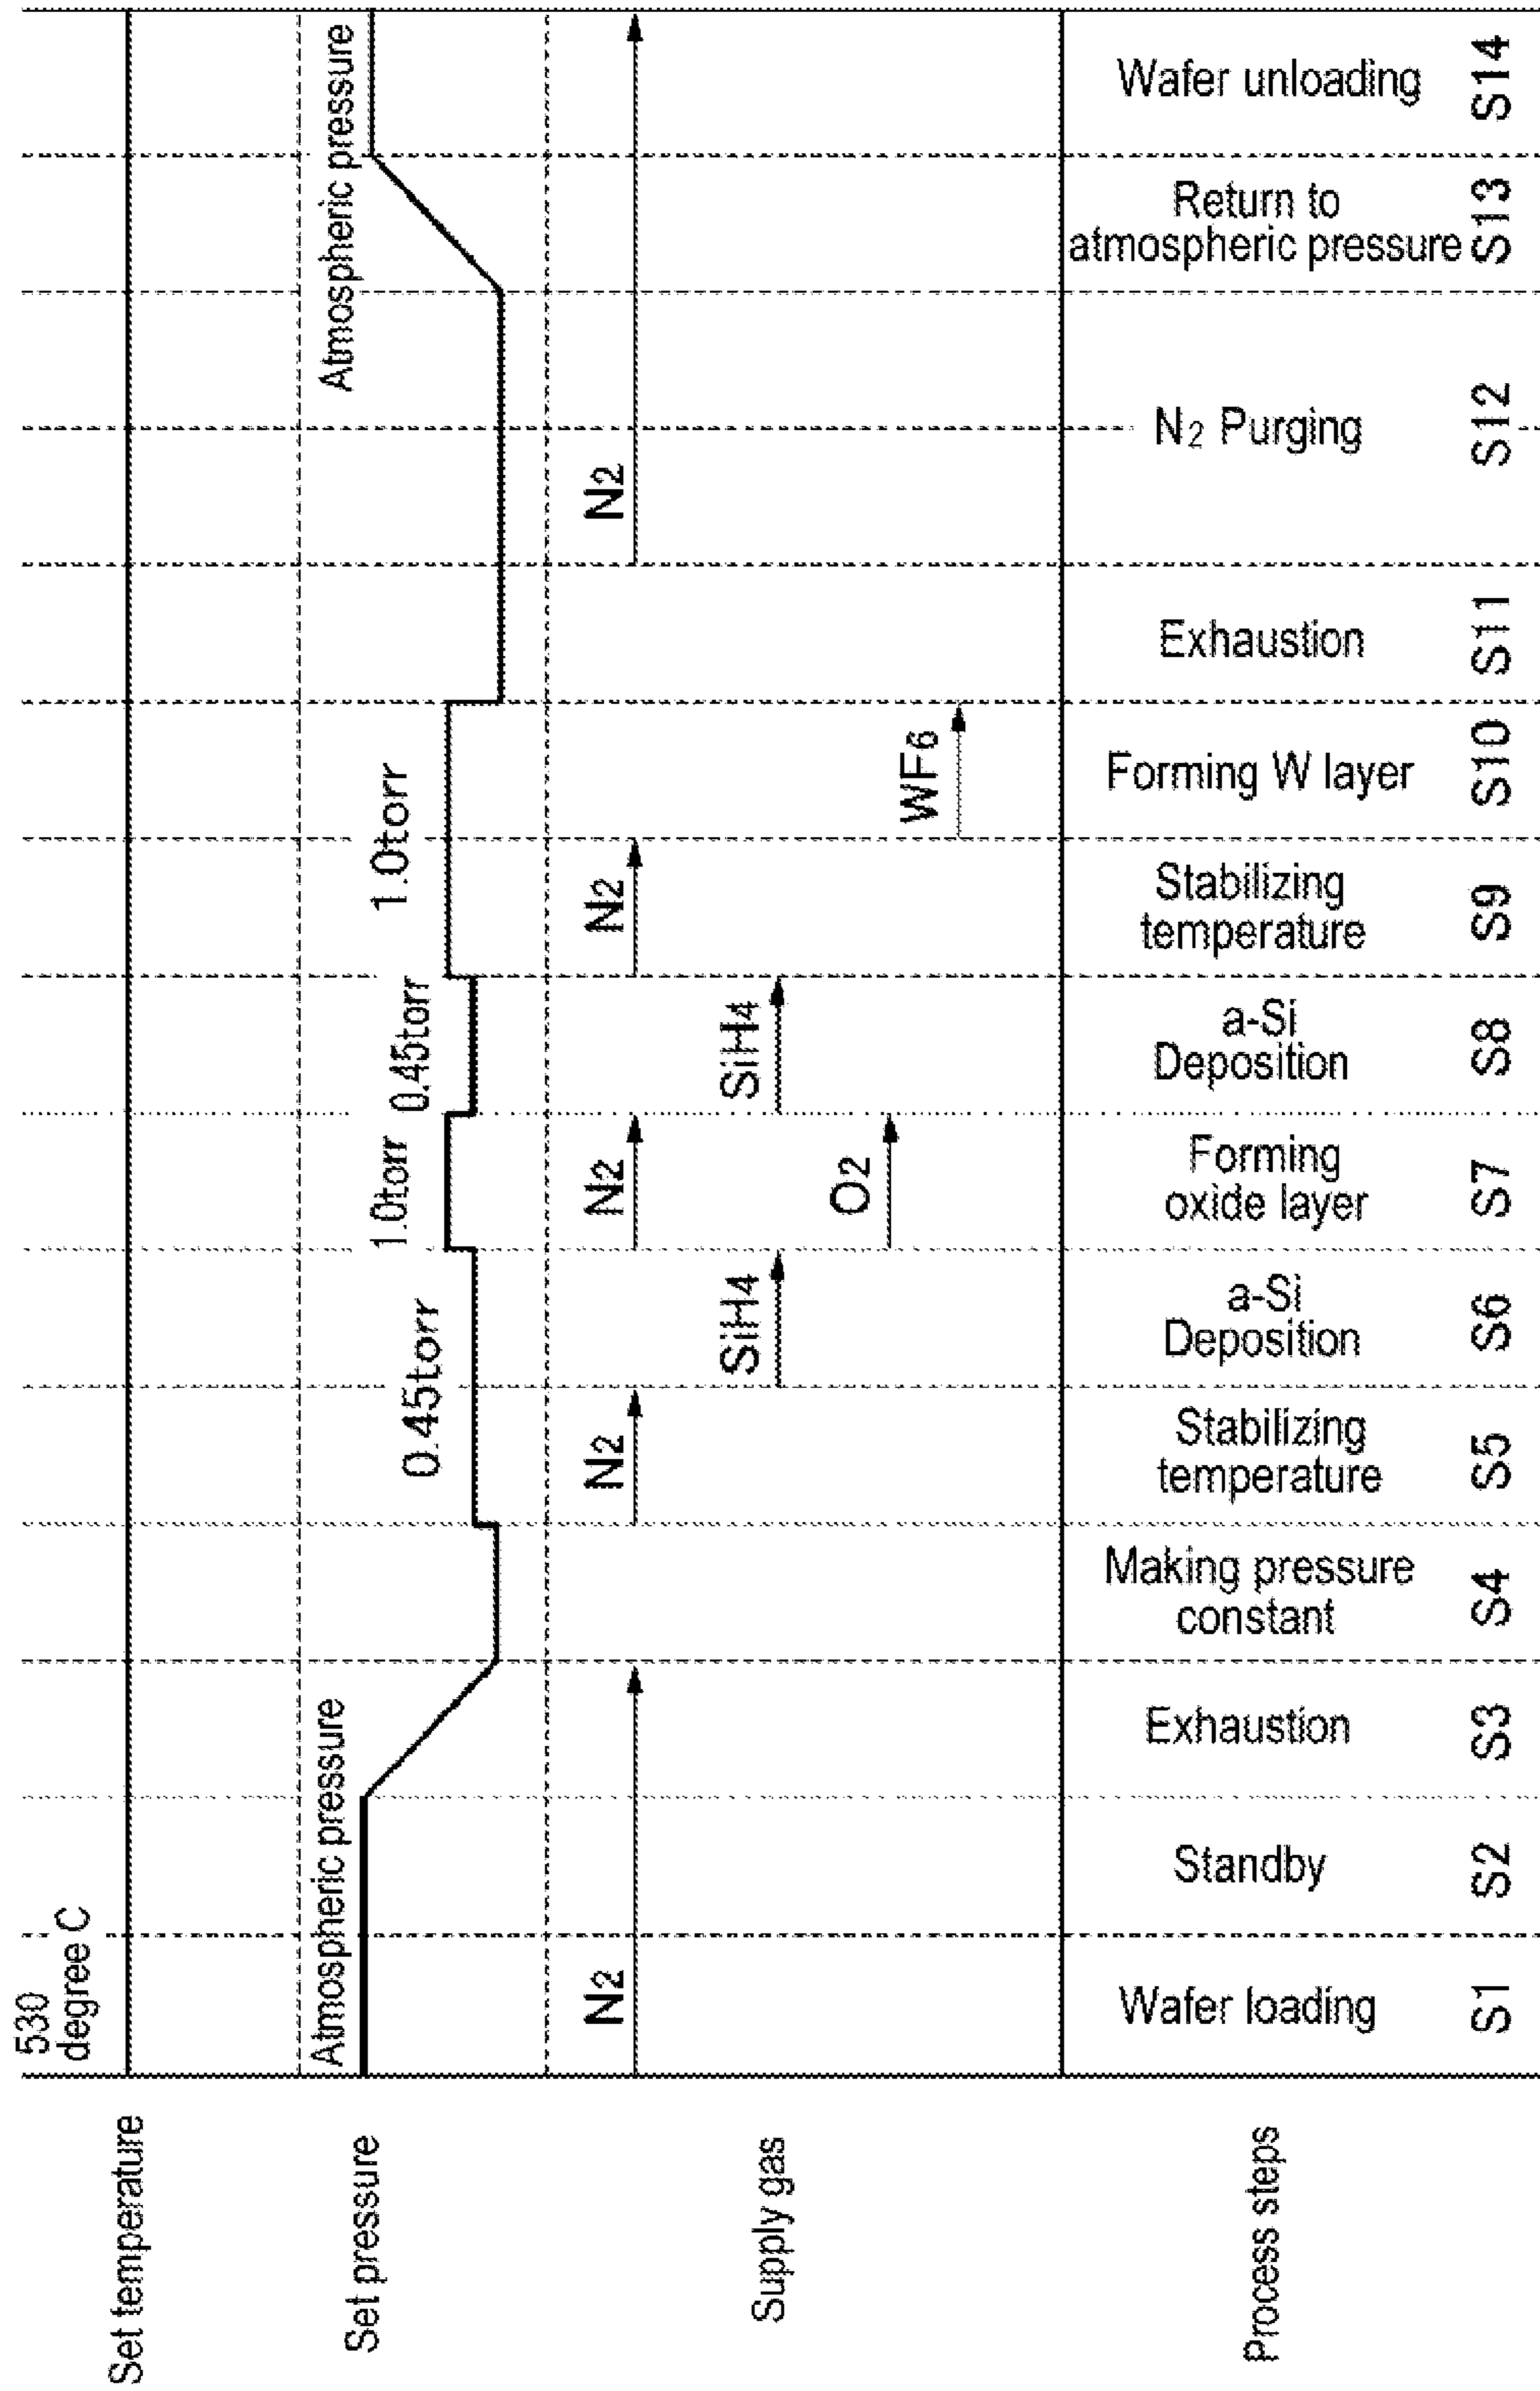 Set temperature
530
degree C
Set pressure
Atmospheric pressure
0.45torr
1.0torr
0.45torr
1.0torr
Atmospheric pressure
Supply gas
N2
N2
N2
N2
N2
SiH4
SiH4
O2
WF6
Process steps
Wafer loading
Standby
Exhaustion
Making pressure
constant
Stabilizing
temperature
a-Si
Deposition
Forming
oxide layer
a-Si
Deposition
Stabilizing
temperature
Forming W layer
Exhaustion
N2 Purging
Return to
atmospheric pressure
Wafer unloading
S1
S2
S3
S4
S5
S6
S7
S8
S9
S10
S11
S12
S13
S14